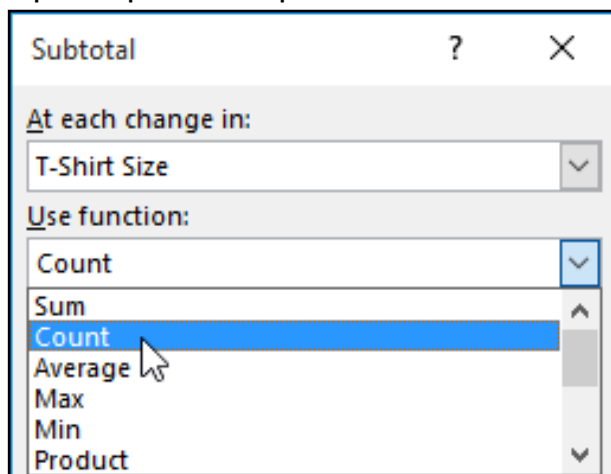 Subtotal ? ×
At each change in:
T-Shirt Size
Use function:
Count
Sum
Count
Average
Max
Min
Product